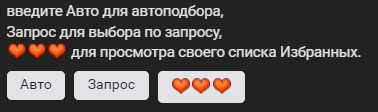 введите Авто для автоподбора,
Запрос для выбора по запросу,
🧡🧡🧡 для просмотра своего списка Избранных.
Авто Запрос 🧡🧡🧡